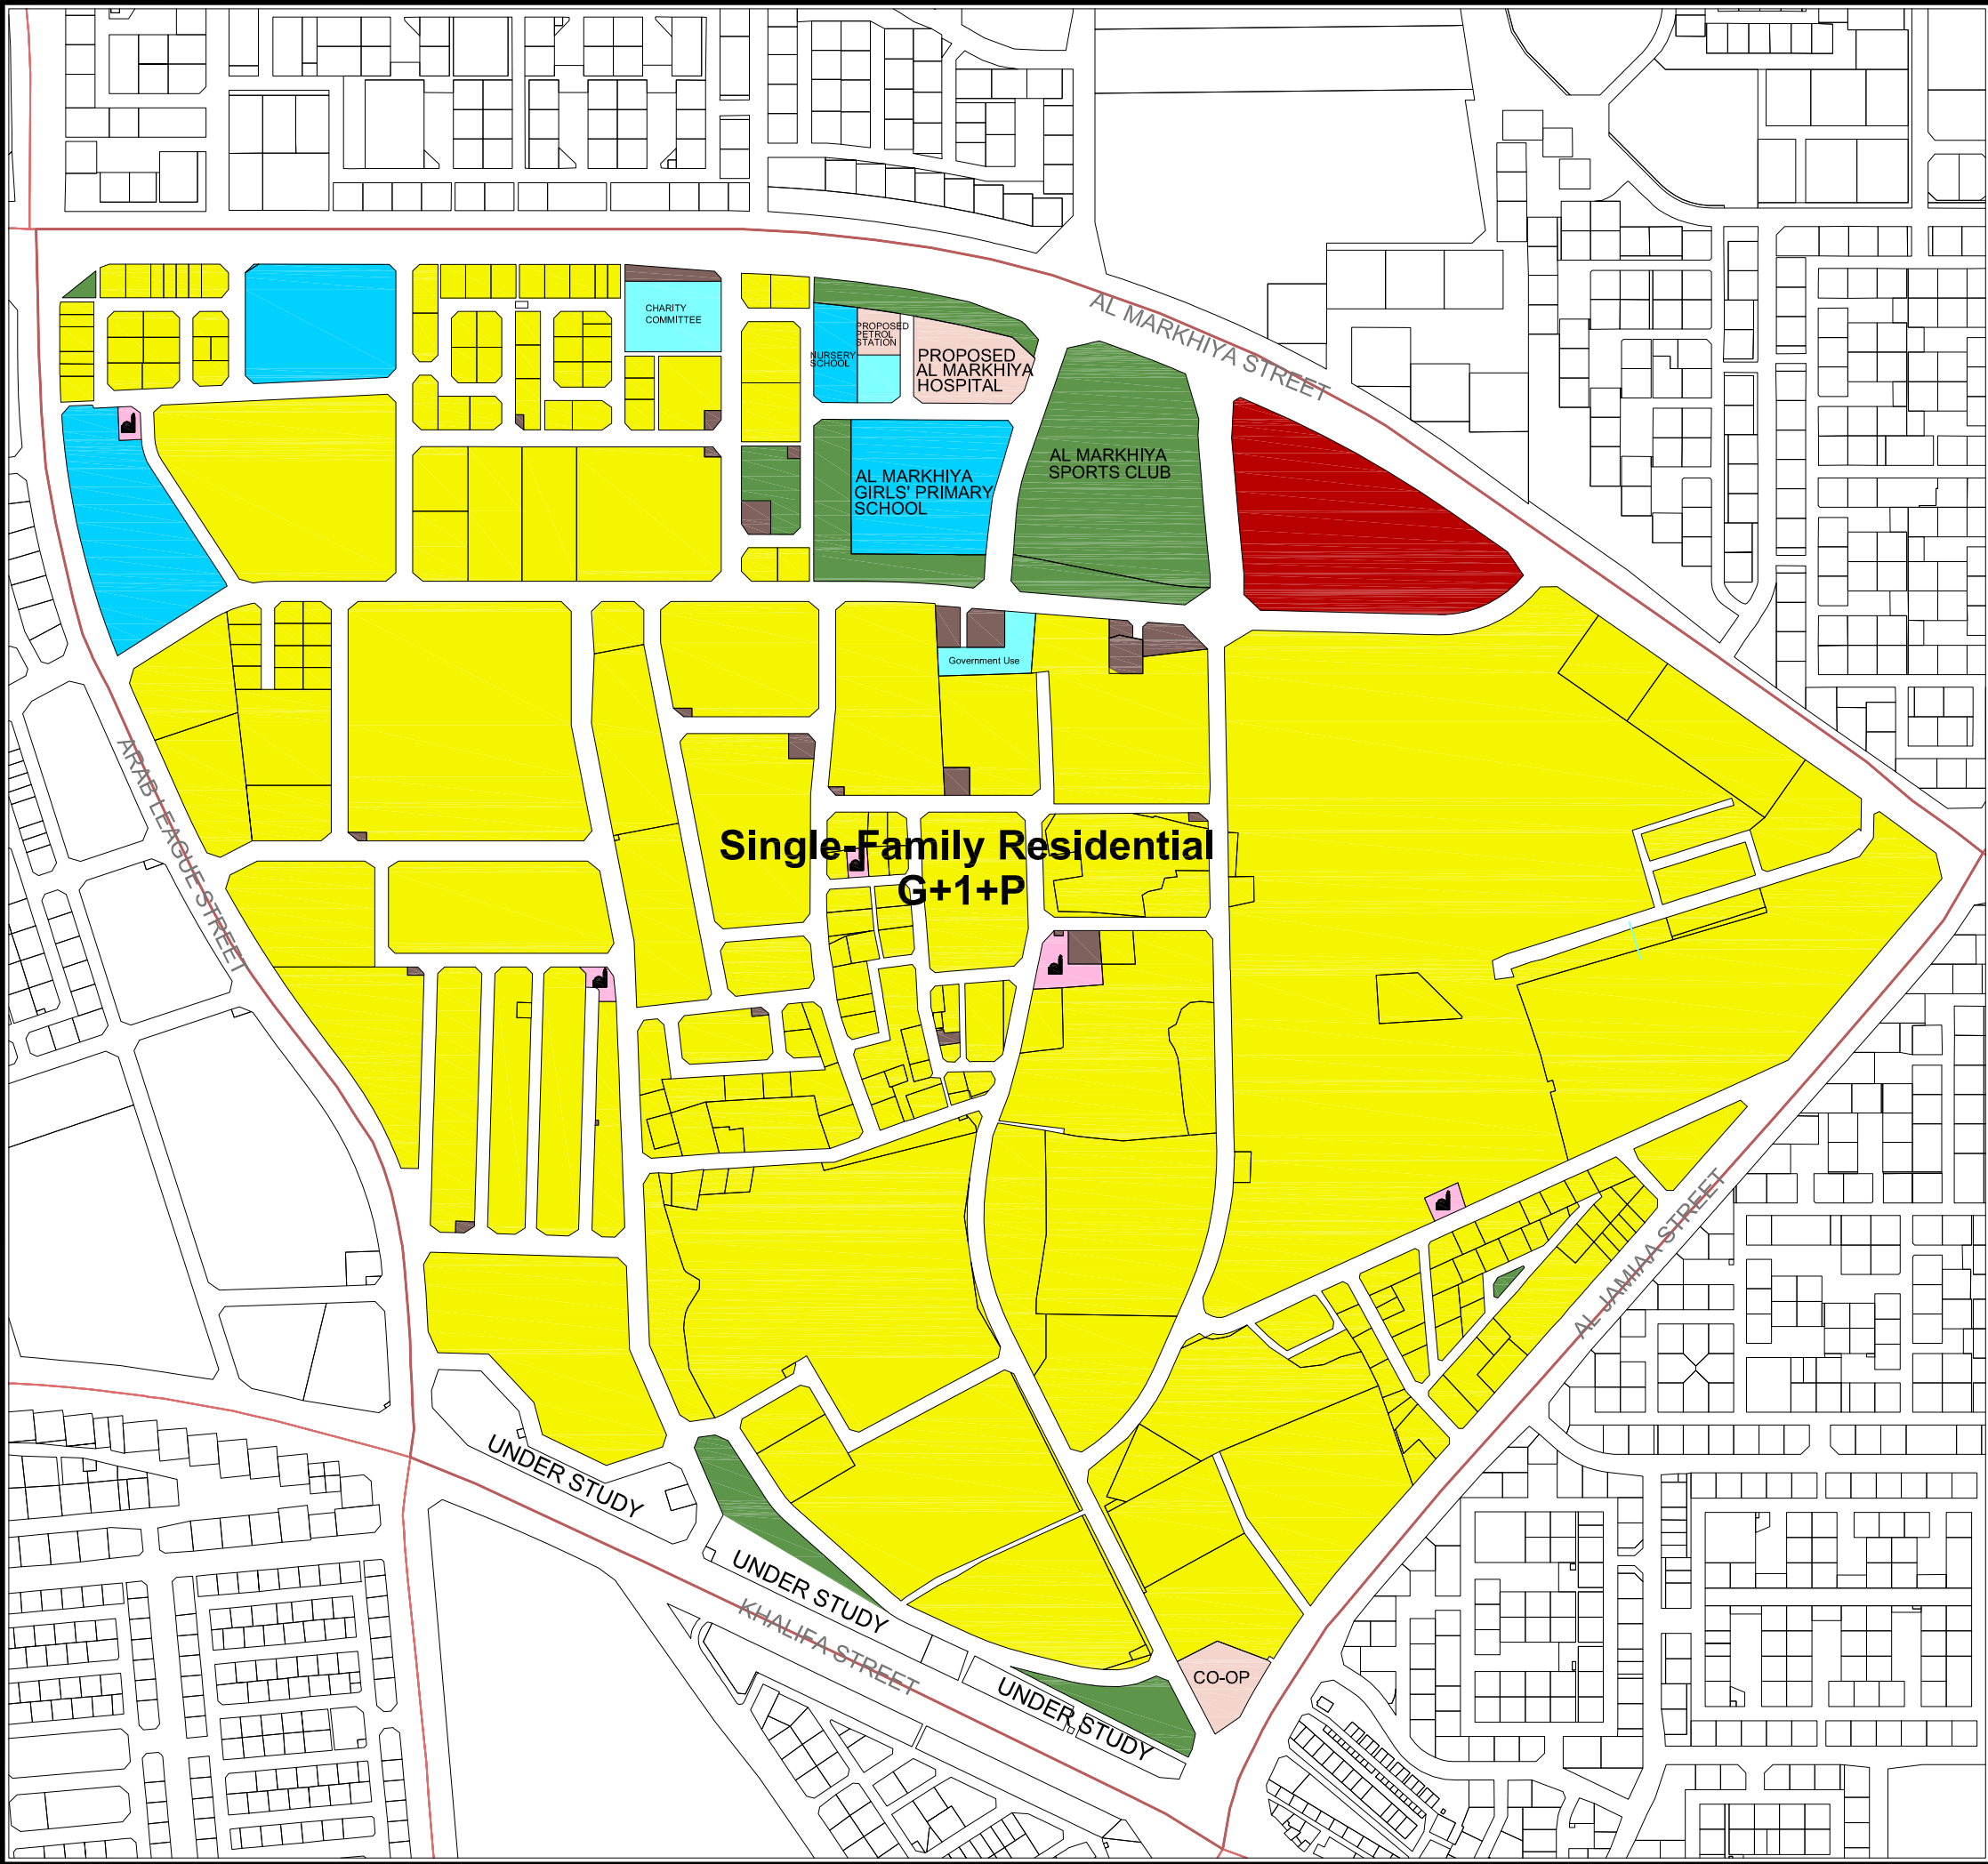 AL MARKHIYA STREET
CHARITY
COMMITTEE
NURSERY
SCHOOL
PROPOSED
PETROL
STATION
PROPOSED
AL MARKHIYA
HOSPITAL
AL MARKHIYA
GIRLS' PRIMARY
SCHOOL
AL MARKHIYA
SPORTS CLUB
Government Use
ARAB LEAGUE STREET
Single-Family Residential
G+1+P
AL JAMIAA STREET
UNDER STUDY
UNDER STUDY
KHALIFA STREET
UNDER STUDY
CO-OP